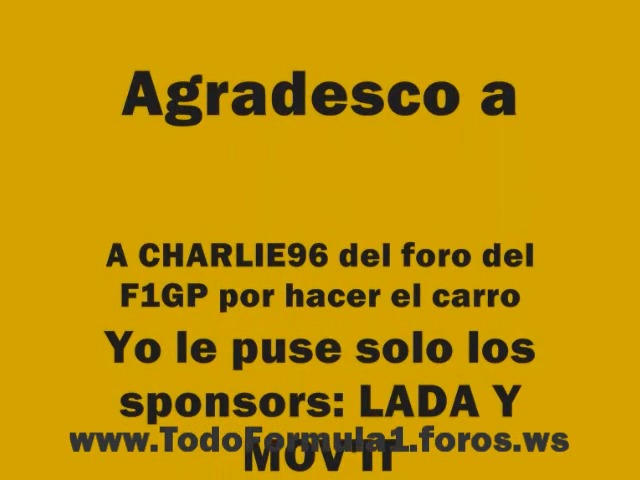 Agradesco a
A CHARLIE96 del foro del
F1GP por hacer el carro
Yo le puse solo los
sponsors: LADA Y
www.TodoFormula1.foros.ws